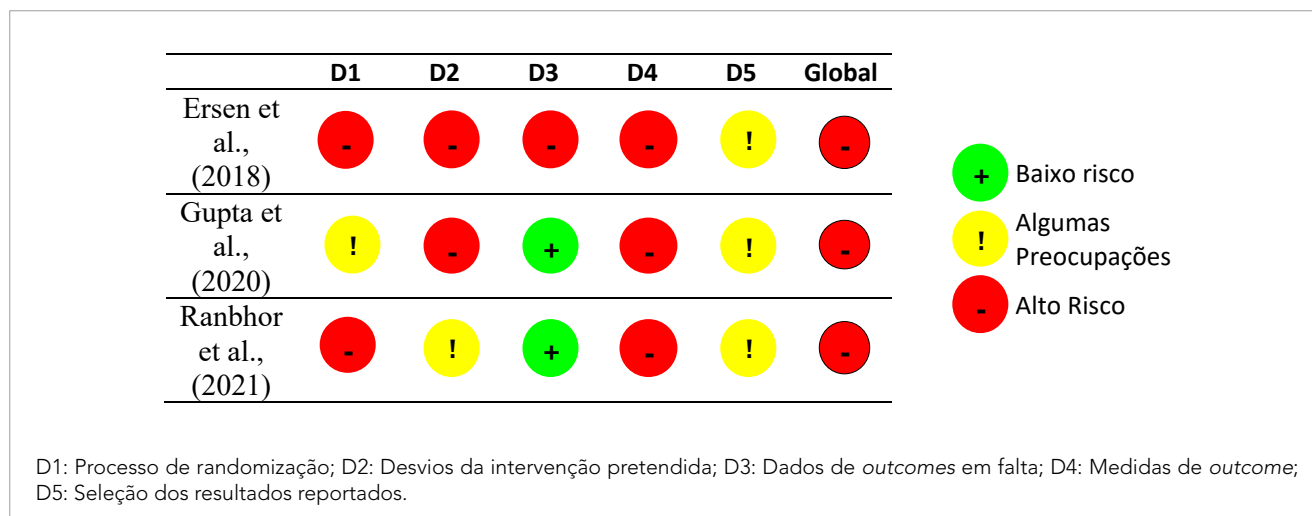 D1 D2 D3 D4 D5 Global
Ersen et
al.,
(2018)
- - - - ! -
Gupta et
al.,
(2020)
! - + - ! -
Ranbhor
et al.,
(2021)
- ! + - ! -
+ Baixo risco
! Algumas
Preocupações
- Alto Risco
D1: Processo de randomização; D2: Desvios da intervenção pretendida; D3: Dados de outcomes em falta; D4: Medidas de outcome;
D5: Seleção dos resultados reportados.